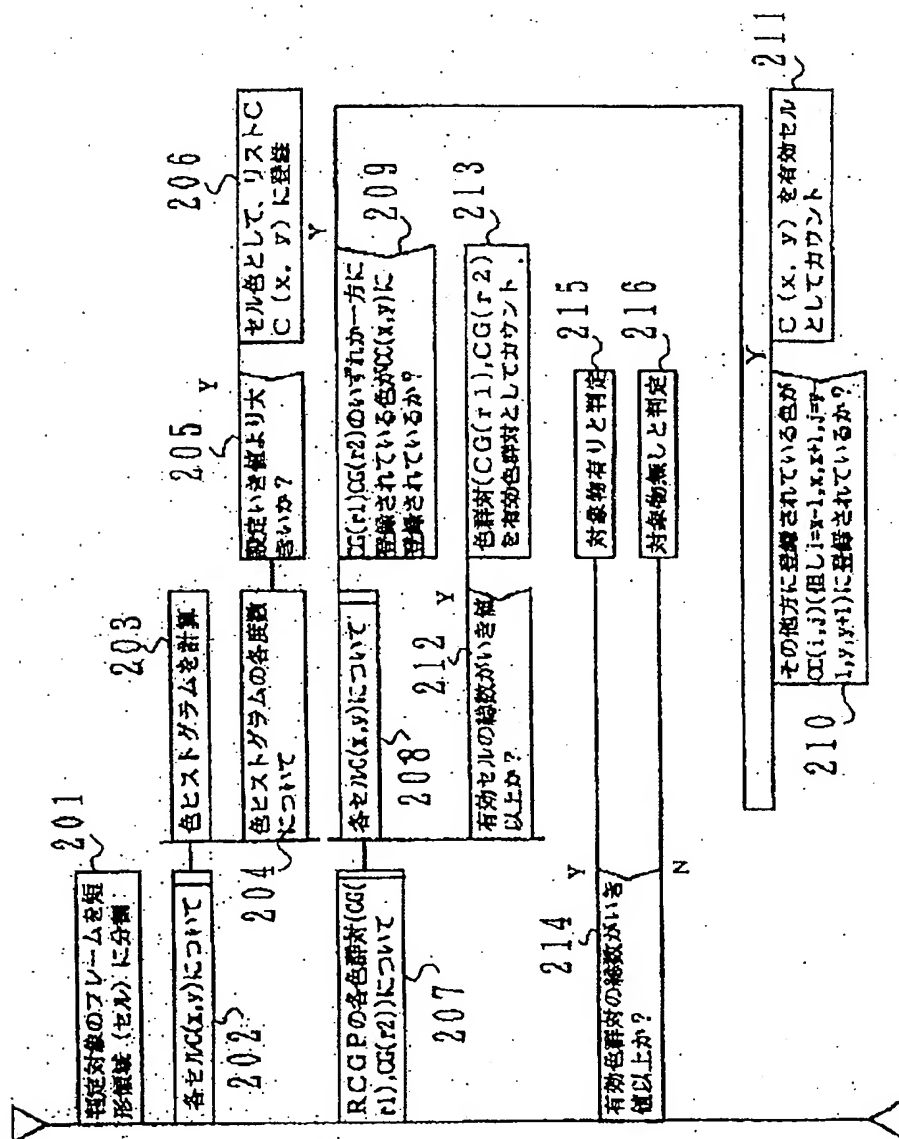 201
判定対象のフレームを短
形領域(セル)に分割
202
各セルC(x,y)について
203
色ヒストグラムを計算
204
色ヒストグラムの各度数
について
205
設定いき値より大
きいか?
Y
206
セル色として、リストC
C(x, y)に登録
207
RCGPの各色群対(CG(
r1),CG(r2))について
208
各セルC(x,y)について
209
CG(r1)CG(r2)のいずれか一方に
登録されている色がCC(x,y)に
登録されているか?
Y
210
その他方に登録されている色が
CC(i,j)(但しi=x-1,x,x+1,j=y-
1,y,y+1)に登録されているか?
Y
211
C(x, y)を有効セル
としてカウント
212
有効セルの総数がいき値
以上か?
Y
213
色群対(CG(r1),CG(r2)
を有効色群対としてカウント
214
有効色群対の総数がいき
値以上か?
Y
215
対象物有りと判定
N
216
対象物無しと判定